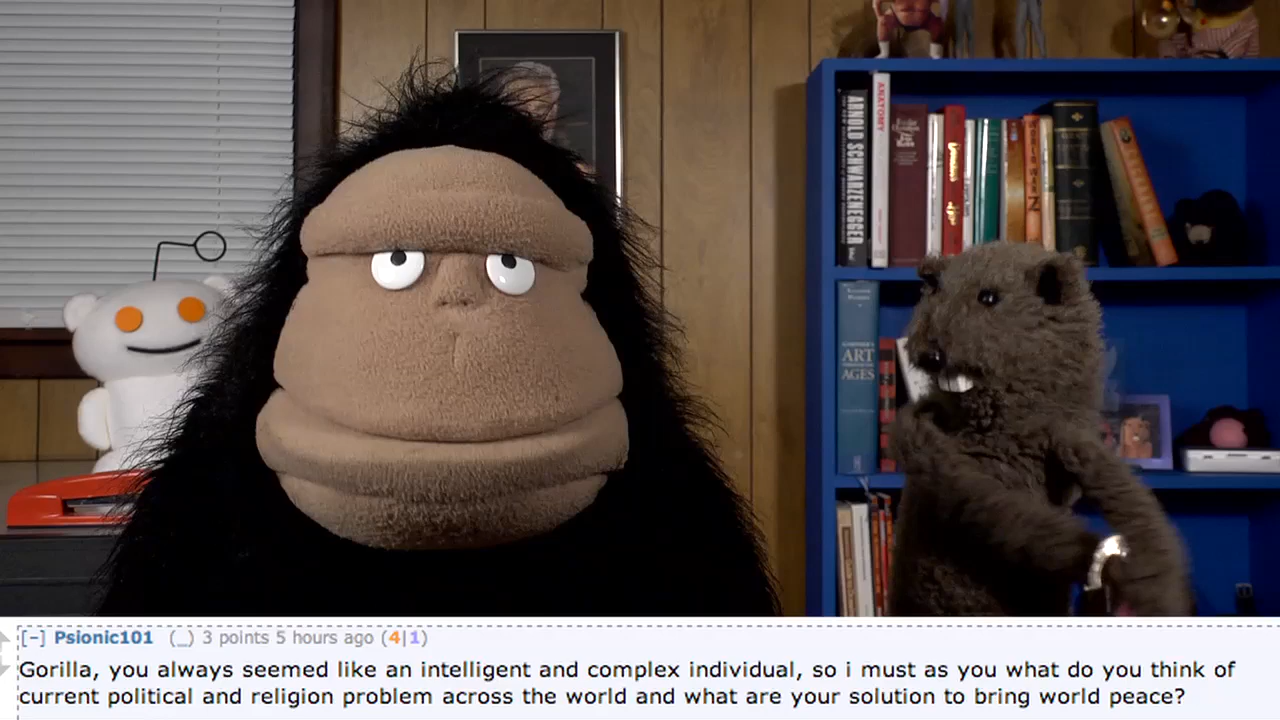 ARNOLD SCHWARZENEGGER
ANATOMY
WORLD WAR Z
ART
AGES
[-] Psionic101 (_) 3 points 5 hours ago (4|1)
Gorilla, you always seemed like an intelligent and complex individual, so i must as you what do you think of
current political and religion problem across the world and what are your solution to bring world peace?